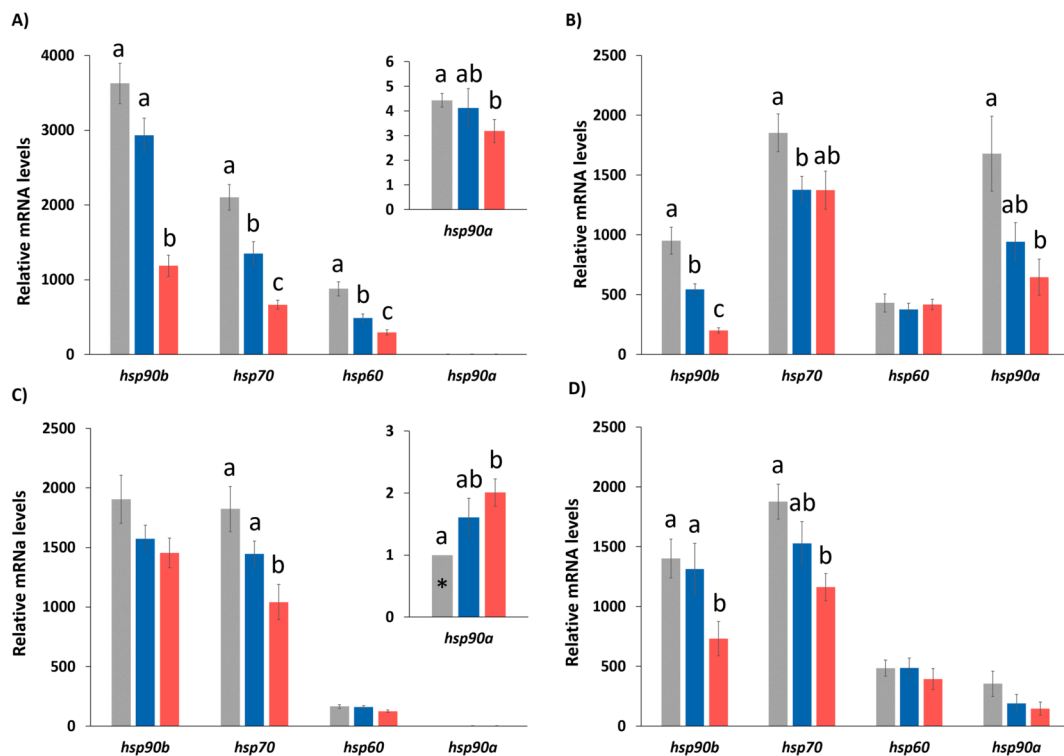 A)
Relative mRNA levels
4000
3000
2000
1000
0
a
a
b
a
b
c
a
b
c
hsp90b hsp70 hsp60 hsp90a
6
5
4
3
2
1
0
a ab b
hsp90a
B)
Relative mRNA levels
2500
2000
1500
1000
500
0
a
b
c
a
b
ab
a
ab
b
hsp90b hsp70 hsp60 hsp90a
C)
Relative mRNa levels
2500
2000
1500
1000
500
0
a
a
b
hsp90b hsp70 hsp60 hsp90a
3
2
1
0
a
ab
b
*
hsp90a
D)
Relative mRNA levels
2500
2000
1500
1000
500
0
a
a
b
a
ab
b
hsp90b hsp70 hsp60 hsp90a